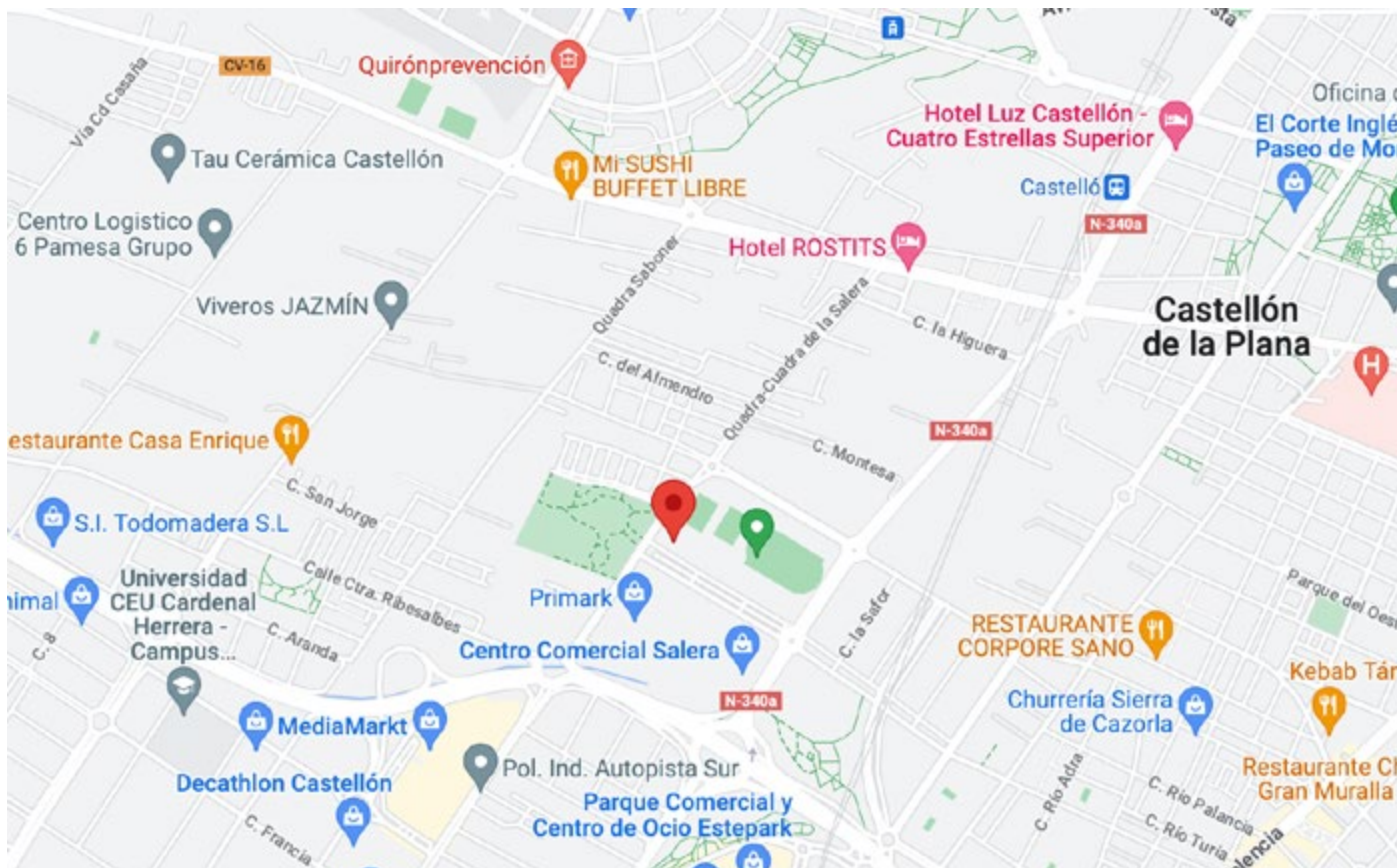 CV-16
Quirónprevención
Vía Cd Casaña
Tau Cerámica Castellón
MI SUSHI
BUFFET LIBRE
Hotel Luz Castellón -
Cuatro Estrellas Superior
Oficina
El Corte Inglé
Paseo de Mo
Castelló
N-340a
Centro Logistico
6 Pamesa Grupo
Hotel ROSTITS
Quadra Saboner
Viveros JAZMÍN
Quadra-Cuadra de la Salera
C. la Higuera
Castellón
de la Plana
H
C. del Almendro
N-340a
estaurante Casa Enrique
C. Montesa
C. San Jorge
S.I. Todomadera S.L
Universidad
CEU Cardenal
Herrera -
Campus...
nimal
Calle Ctra. Ribesalbes
Primark
Parque del Oest
C. a
C. Aranda
Centro Comercial Salera
C. la Safor
RESTAURANTE
CORPORE SANO
Kebab Tár
N-340a
Churrería Sierra
de Cazorla
MediaMarkt
Decathlon Castellón
Pol. Ind. Autopista Sur
Restaurante Ch
Gran Muralla
Parque Comercial y
Centro de Ocio Estepark
C. Río Adra
C. Río Palancia
C. Río Turia
C. Francia
alencia